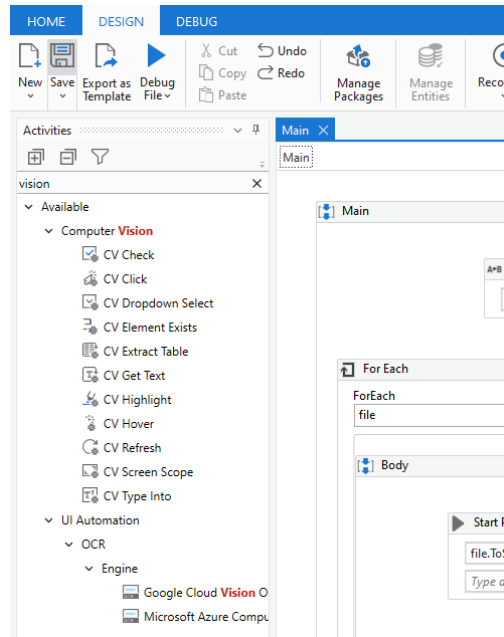 HOME DESIGN DEBUG
New Save Export as Template Debug File
Cut Copy Paste
Undo Redo
Manage Packages
Manage Entities
Activities
Main
Main
vision
Available
Computer Vision
CV Check
CV Click
CV Dropdown Select
CV Element Exists
CV Extract Table
CV Get Text
CV Highlight
CV Hover
CV Refresh
CV Screen Scope
CV Type Into
UI Automation
OCR
Engine
Google Cloud Vision O
Microsoft Azure Compu
Main
A+B
For Each
ForEach
file
Body
Start
file.To
Type